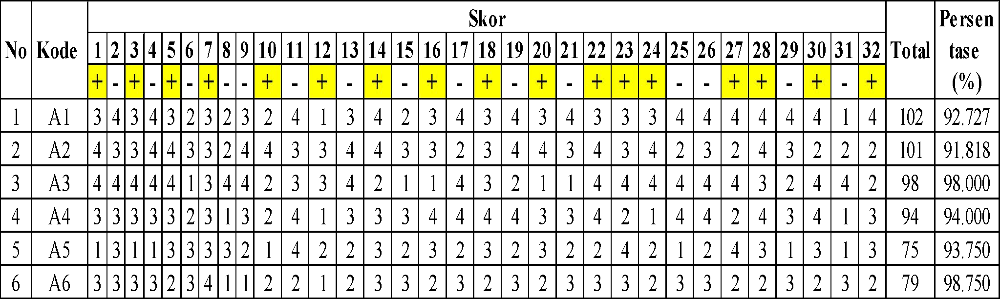 No Kode Skor Total Persen tase (%)
1 2 3 4 5 6 7 8 9 10 11 12 13 14 15 16 17 18 19 20 21 22 23 24 25 26 27 28 29 30 31 32
+ - + - + - + - - + - + - + - + - + - + - + + + - - + + - + - +
1 A1 3 4 3 4 3 2 3 2 3 2 4 1 3 4 2 3 4 3 4 3 4 3 3 3 4 4 4 4 4 4 1 4 102 92.727
2 A2 4 3 3 4 4 3 3 2 4 4 3 3 4 4 3 3 2 3 4 4 3 4 3 4 2 3 2 4 3 2 2 2 101 91.818
3 A3 4 4 4 4 4 1 3 4 4 2 3 3 4 2 1 1 4 3 2 1 1 4 4 4 4 4 4 3 2 4 4 2 98 98.000
4 A4 3 3 3 3 3 2 3 1 3 2 4 1 3 3 3 4 4 4 4 3 3 4 2 1 4 4 2 4 3 4 1 3 94 94.000
5 A5 1 3 1 1 3 3 3 3 2 1 4 2 2 3 2 3 2 3 2 3 2 2 4 2 1 2 4 3 1 3 1 3 75 93.750
6 A6 3 3 3 3 2 3 4 1 1 2 2 1 2 3 3 2 3 2 3 2 3 3 3 2 3 3 2 2 3 2 3 2 79 98.750